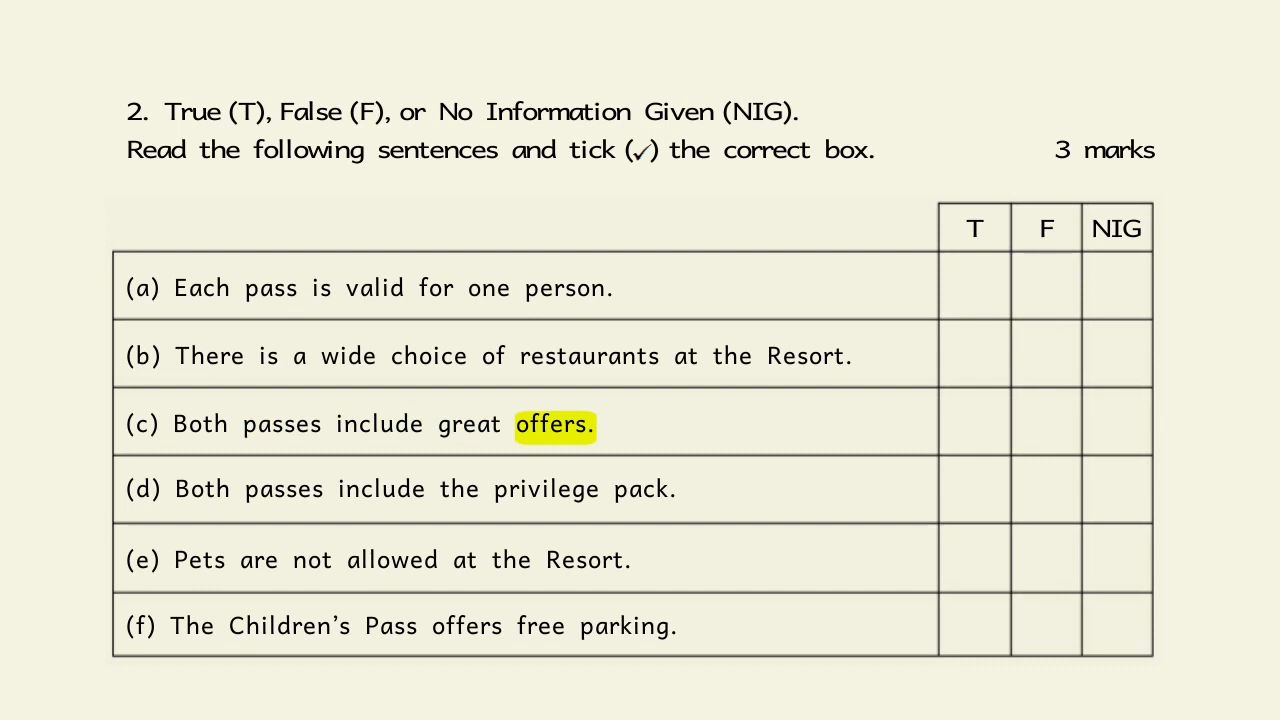 2. True (T), False (F), or No Information Given (NIG).
Read the following sentences and tick (✓) the correct box. 3 marks
T F NIG
(a) Each pass is valid for one person.
(b) There is a wide choice of restaurants at the Resort.
(c) Both passes include great offers.
(d) Both passes include the privilege pack.
(e) Pets are not allowed at the Resort.
(f) The Children’s Pass offers free parking.